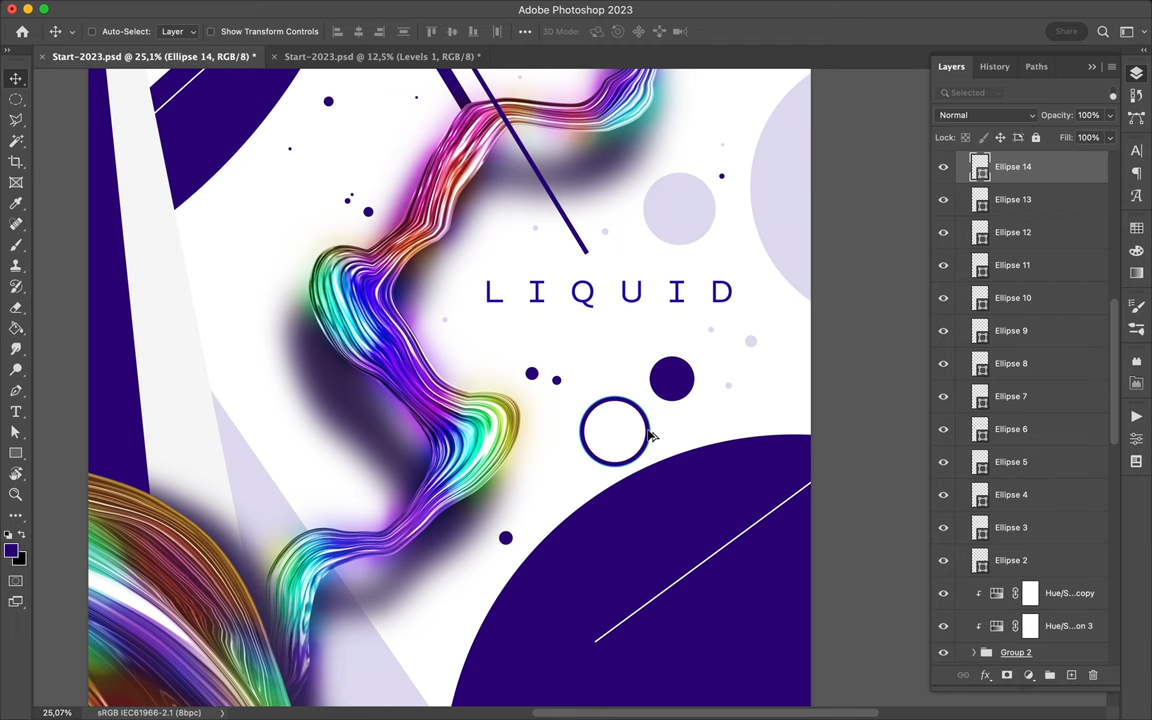 Adobe Photoshop 2023
Auto-Select: Layer Show Transform Controls 3D Mode: Share
Start-2023.psd @ 25,1% (Ellipse 14, RGB/8) * Start-2023.psd @ 12,5% (Levels 1, RGB/8) *
Layers History Paths
Selected
Normal Opacity: 100%
Lock: Fill: 100%
Ellipse 14
Ellipse 13
Ellipse 12
Ellipse 11
Ellipse 10
Ellipse 9
Ellipse 8
Ellipse 7
Ellipse 6
Ellipse 5
Ellipse 4
Ellipse 3
Ellipse 2
Hue/S...copy
Hue/S...on 3
Group 2
LIQUID
25,07% sRGB IEC61966-2.1 (8bpc)